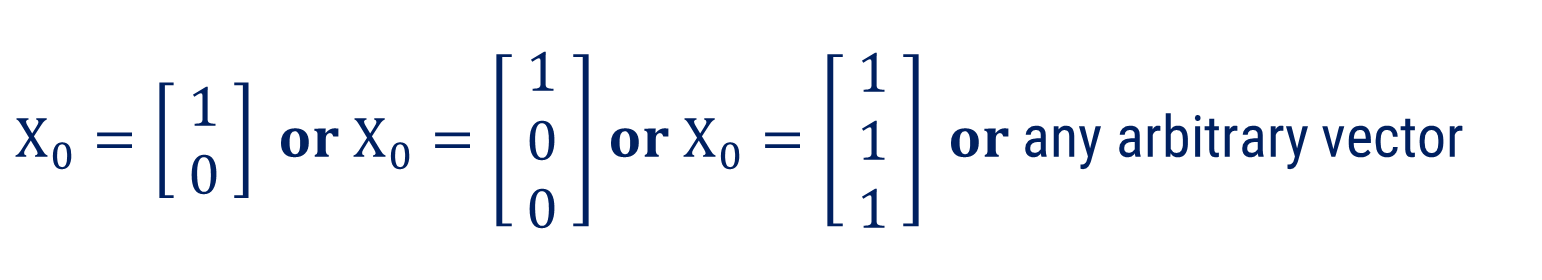 X₀ = [1 0] or X₀ = [1 0 0] or X₀ = [1 1 1] or any arbitrary vector